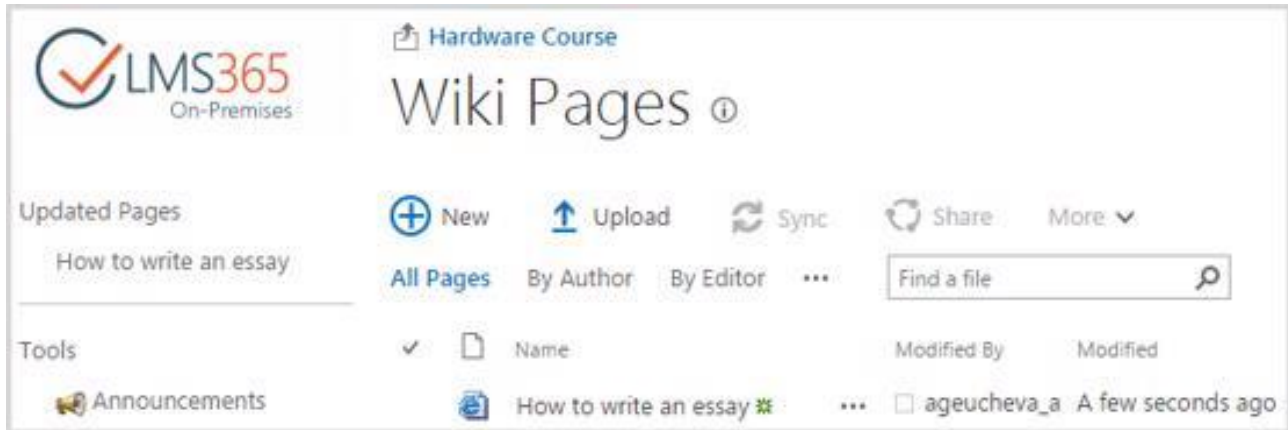 LMS365
On-Premises
Hardware Course
Wiki Pages
Updated Pages
How to write an essay
Tools
Announcements
New Upload Sync Share More
All Pages By Author By Editor ... Find a file
Name Modified By Modified
How to write an essay ... ageucheva_a A few seconds ago